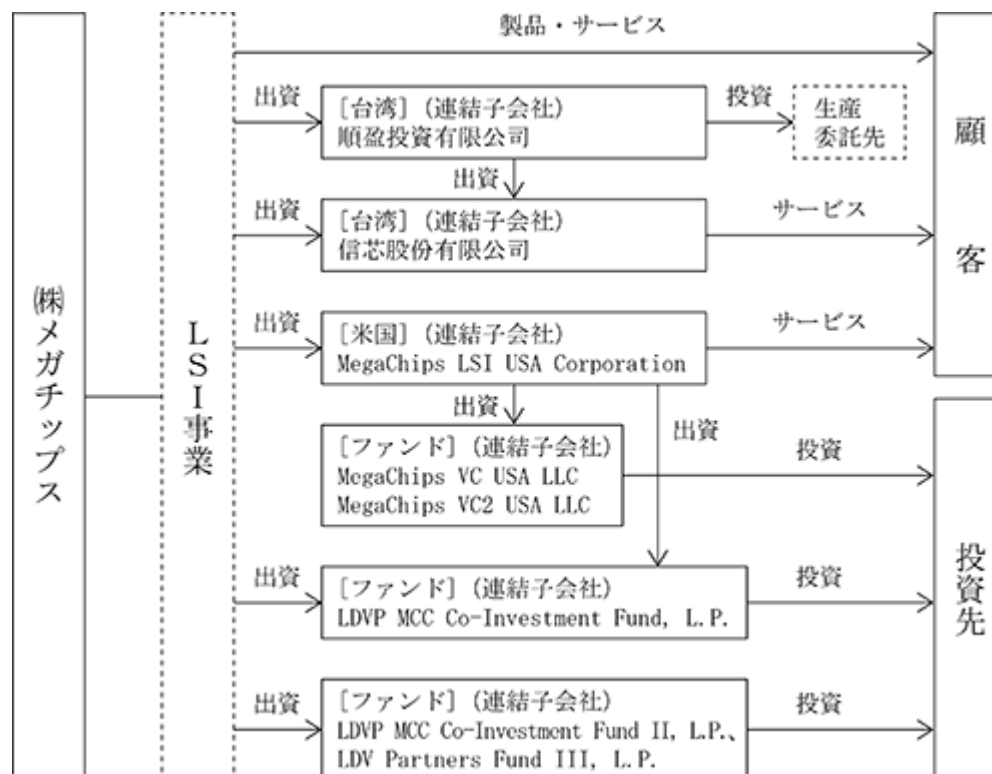 ㈱メガチップス
LSI事業
製品・サービス
顧客
出資
[台湾] (連結子会社)
順盈投資有限公司
投資
生産
委託先
出資
出資
[台湾] (連結子会社)
信芯股份有限公司
サービス
出資
[米国] (連結子会社)
MegaChips LSI USA Corporation
サービス
出資
出資
[ファンド] (連結子会社)
MegaChips VC USA LLC
MegaChips VC2 USA LLC
投資
投資先
出資
[ファンド] (連結子会社)
LDVP MCC Co-Investment Fund, L.P.
投資
出資
[ファンド] (連結子会社)
LDVP MCC Co-Investment Fund II, L.P.、
LDV Partners Fund III, L.P.
投資